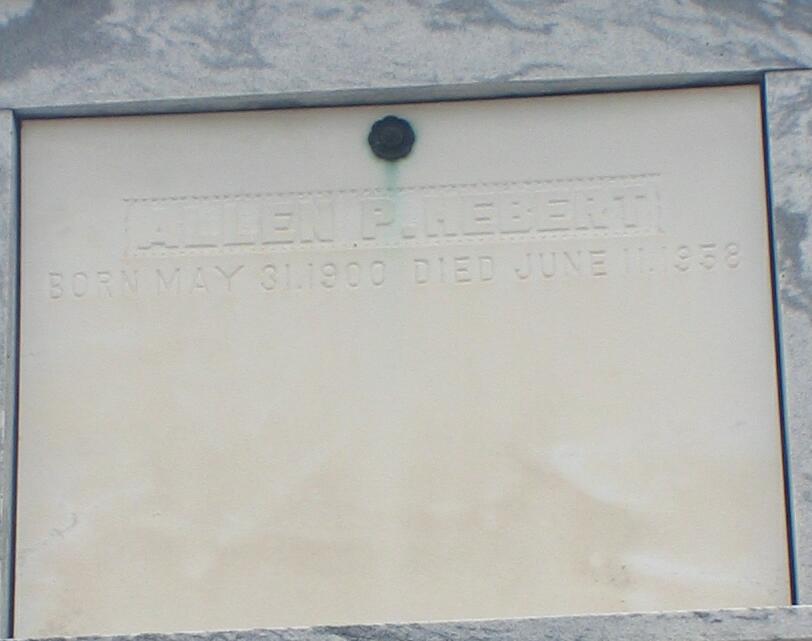 ALLEN P. HEBERT
BORN MAY 31.1900 DIED JUNE 11.1958